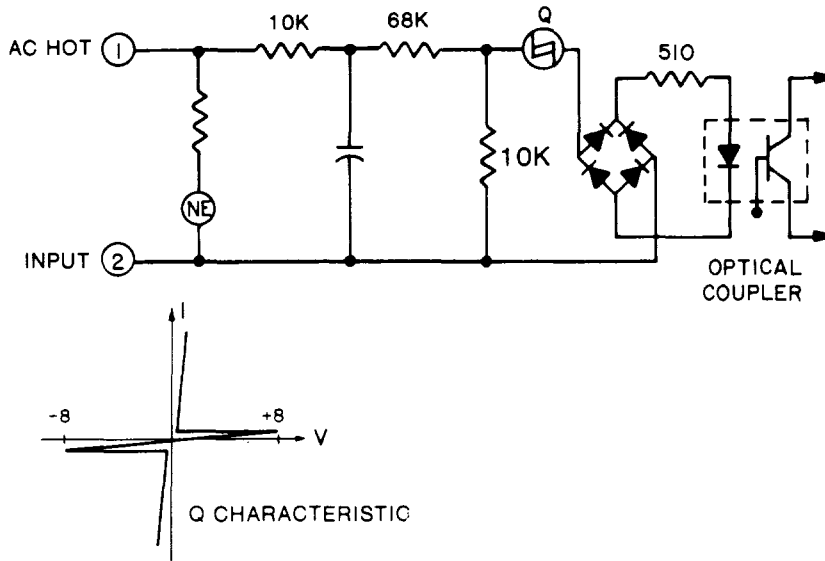 10K
68K
Q
AC HOT 1
510
10K
NE
INPUT 2
OPTICAL
COUPLER
I
-8
+8
V
Q CHARACTERISTIC